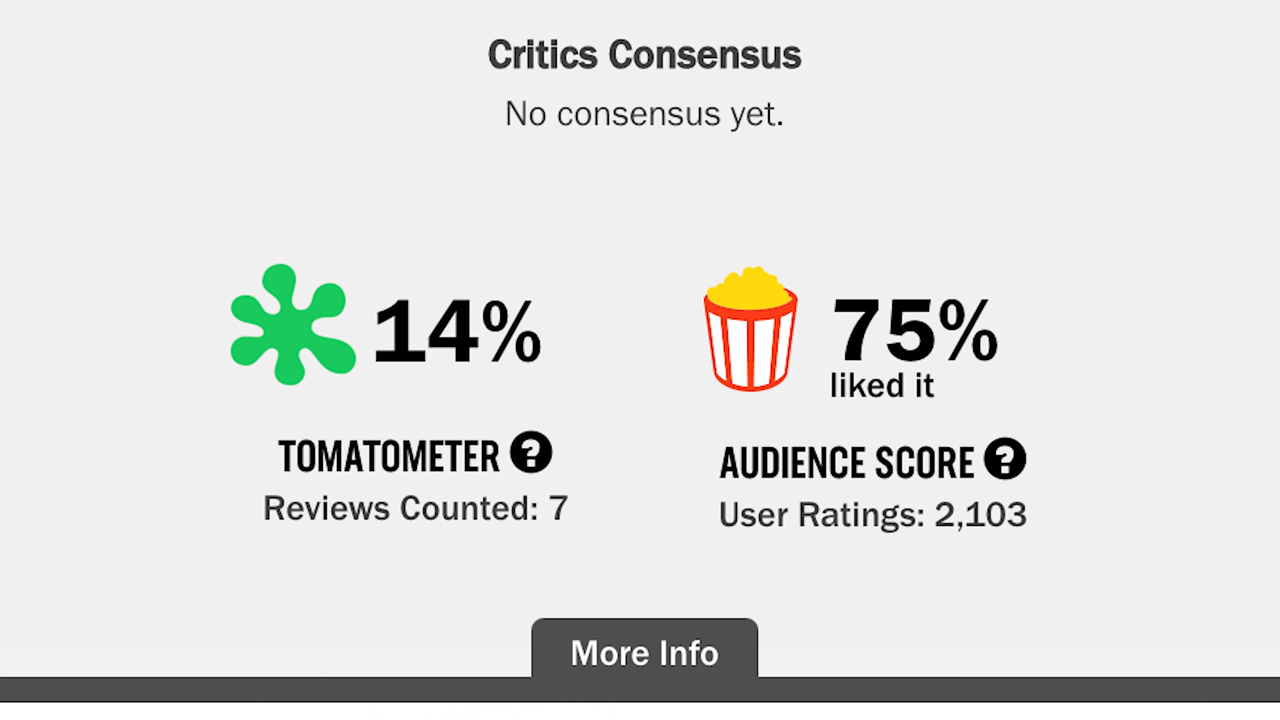 Critics Consensus
No consensus yet.
14%
75%
liked it
TOMATOMETER ?
AUDIENCE SCORE ?
Reviews Counted: 7
User Ratings: 2,103
More Info